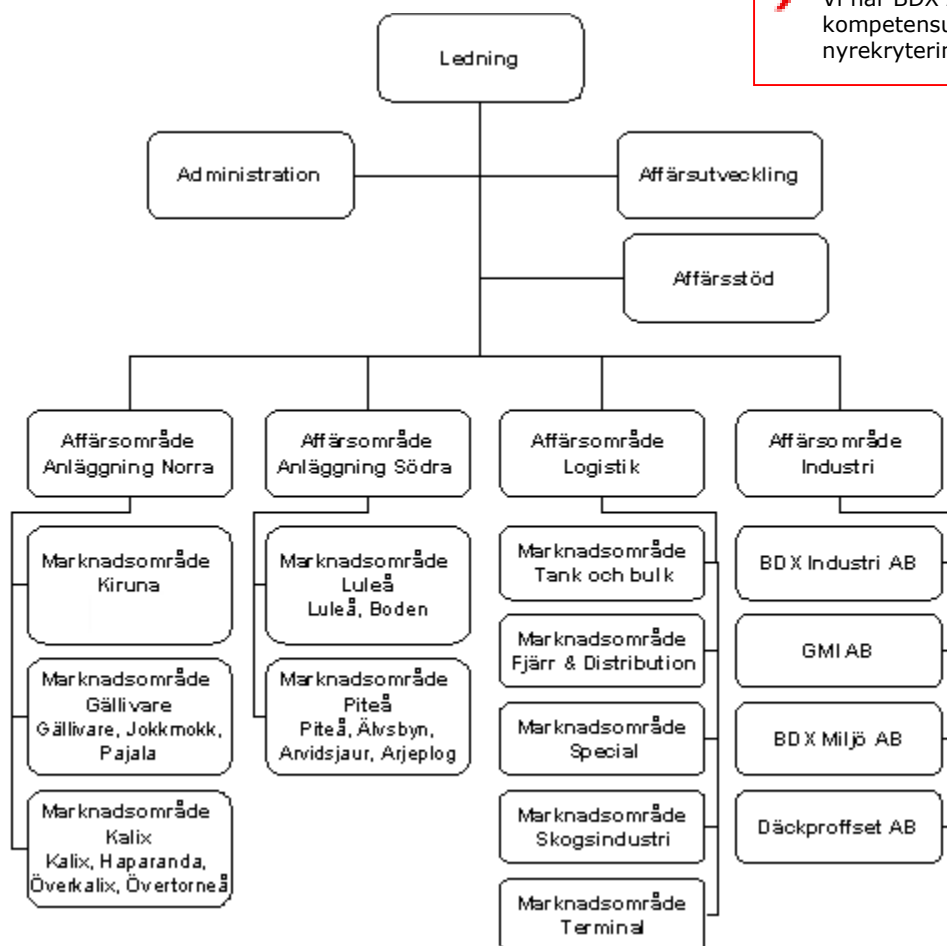 Vi har BDX
Ledning
Administration
Affärsutveckling
Affärsstöd
Affärsområde
Anläggning Norra
Marknadsområde
Kiruna
Marknadsområde
Gällivare
Gällivare, Jokkmokk,
Pajala
Marknadsområde
Kalix
Kalix, Haparanda,
Överkalix, Övertorneå
Affärsområde
Anläggning Södra
Marknadsområde
Luleå
Luleå, Boden
Marknadsområde
Piteå
Piteå, Älvsbyn,
Arvidsjaur, Arjeplog
Affärsområde
Logistik
Marknadsområde
Tank och bulk
Marknadsområde
Fjärr & Distribution
Marknadsområde
Special
Marknadsområde
Skogsindustri
Marknadsområde
Terminal
Affärsområde
Industri
BDX Industri AB
GMI AB
BDX Miljö AB
Däckproffset AB